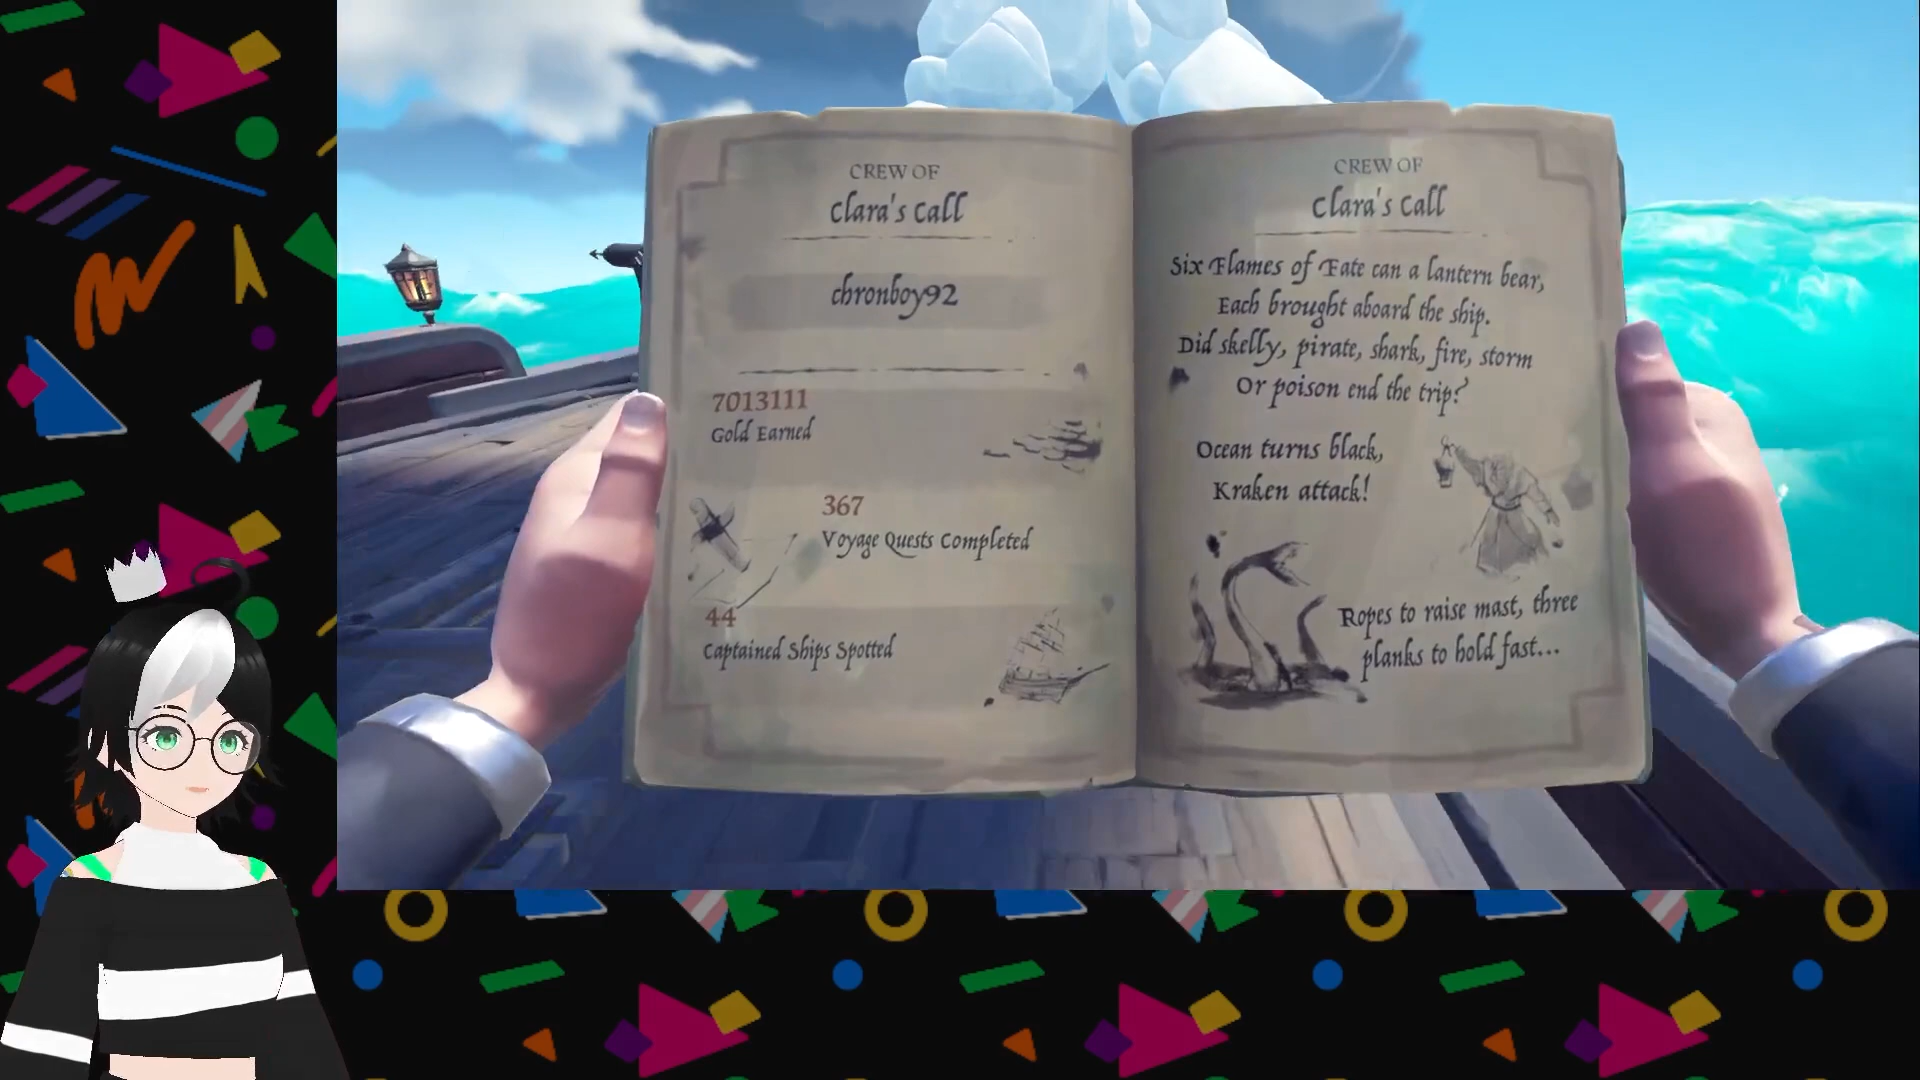 CREW OF
Clara's Call
chronboy92
7013111
Gold Earned
367
Voyage Quests Completed
44
Captained Ships Spotted
CREW OF
Clara's Call
Six Flames of Fate can a lantern bear,
Each brought aboard the ship.
Did skelly, pirate, shark, fire, storm
Or poison end the trip?
Ocean turns black,
Kraken attack!
Ropes to raise mast, three
planks to hold fast...